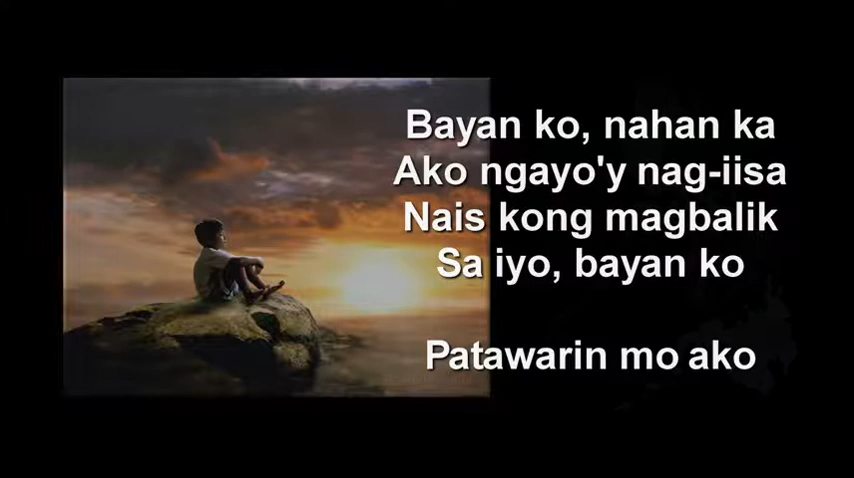 Bayan ko, nahan ka
Ako ngayo'y nag-iisa
Nais kong magbalik
Sa iyo, bayan ko
Patawarin mo ako